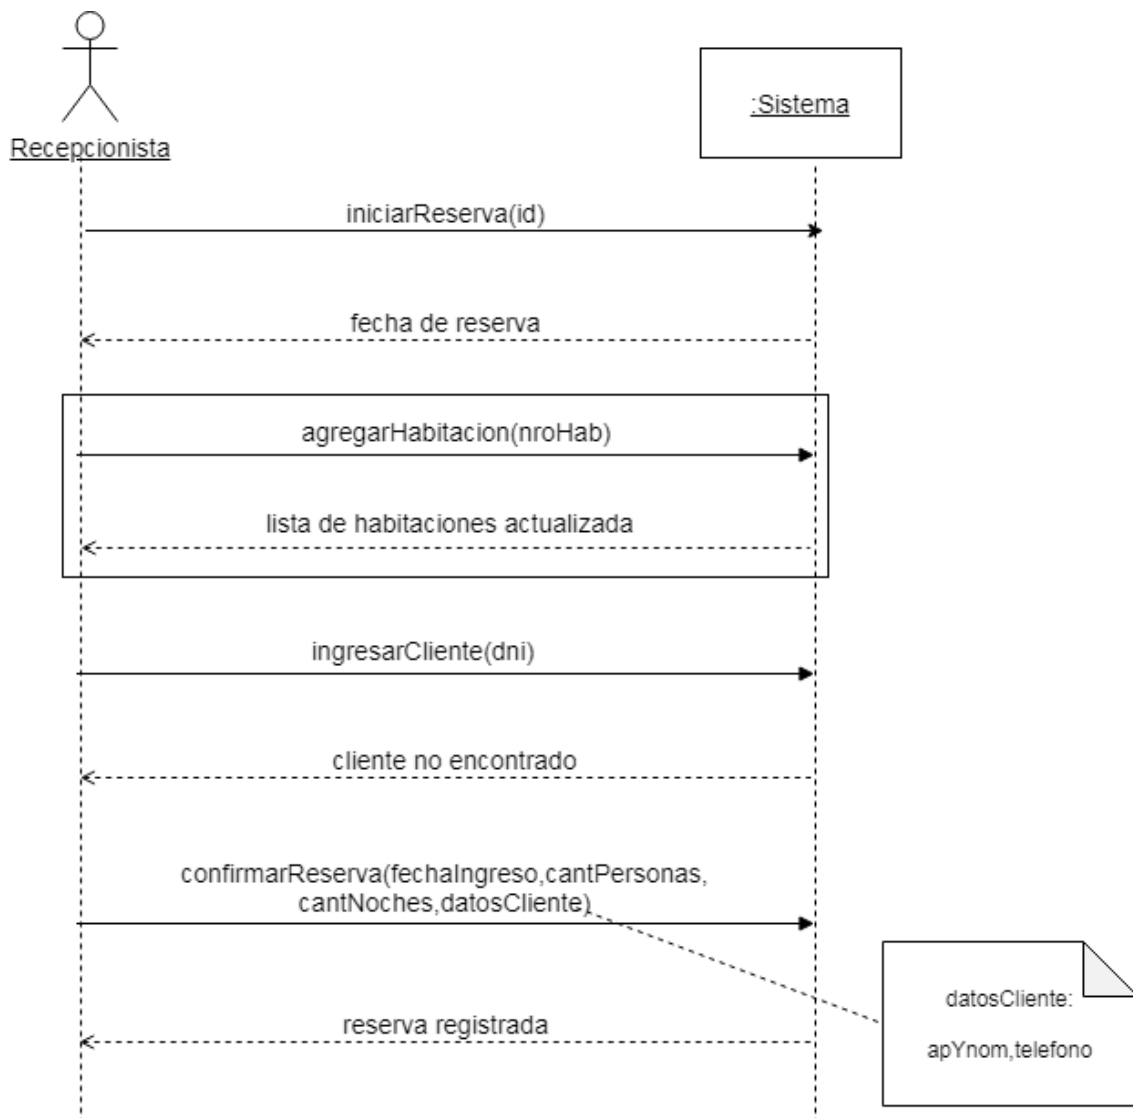 Recepcionista
:Sistema
iniciarReserva(id)
fecha de reserva
agregarHabitacion(nroHab)
lista de habitaciones actualizada
ingresarCliente(dni)
cliente no encontrado
confirmarReserva(fechaIngreso,cantPersonas,
cantNoches,datosCliente)
datosCliente:
apYnom,telefono
reserva registrada